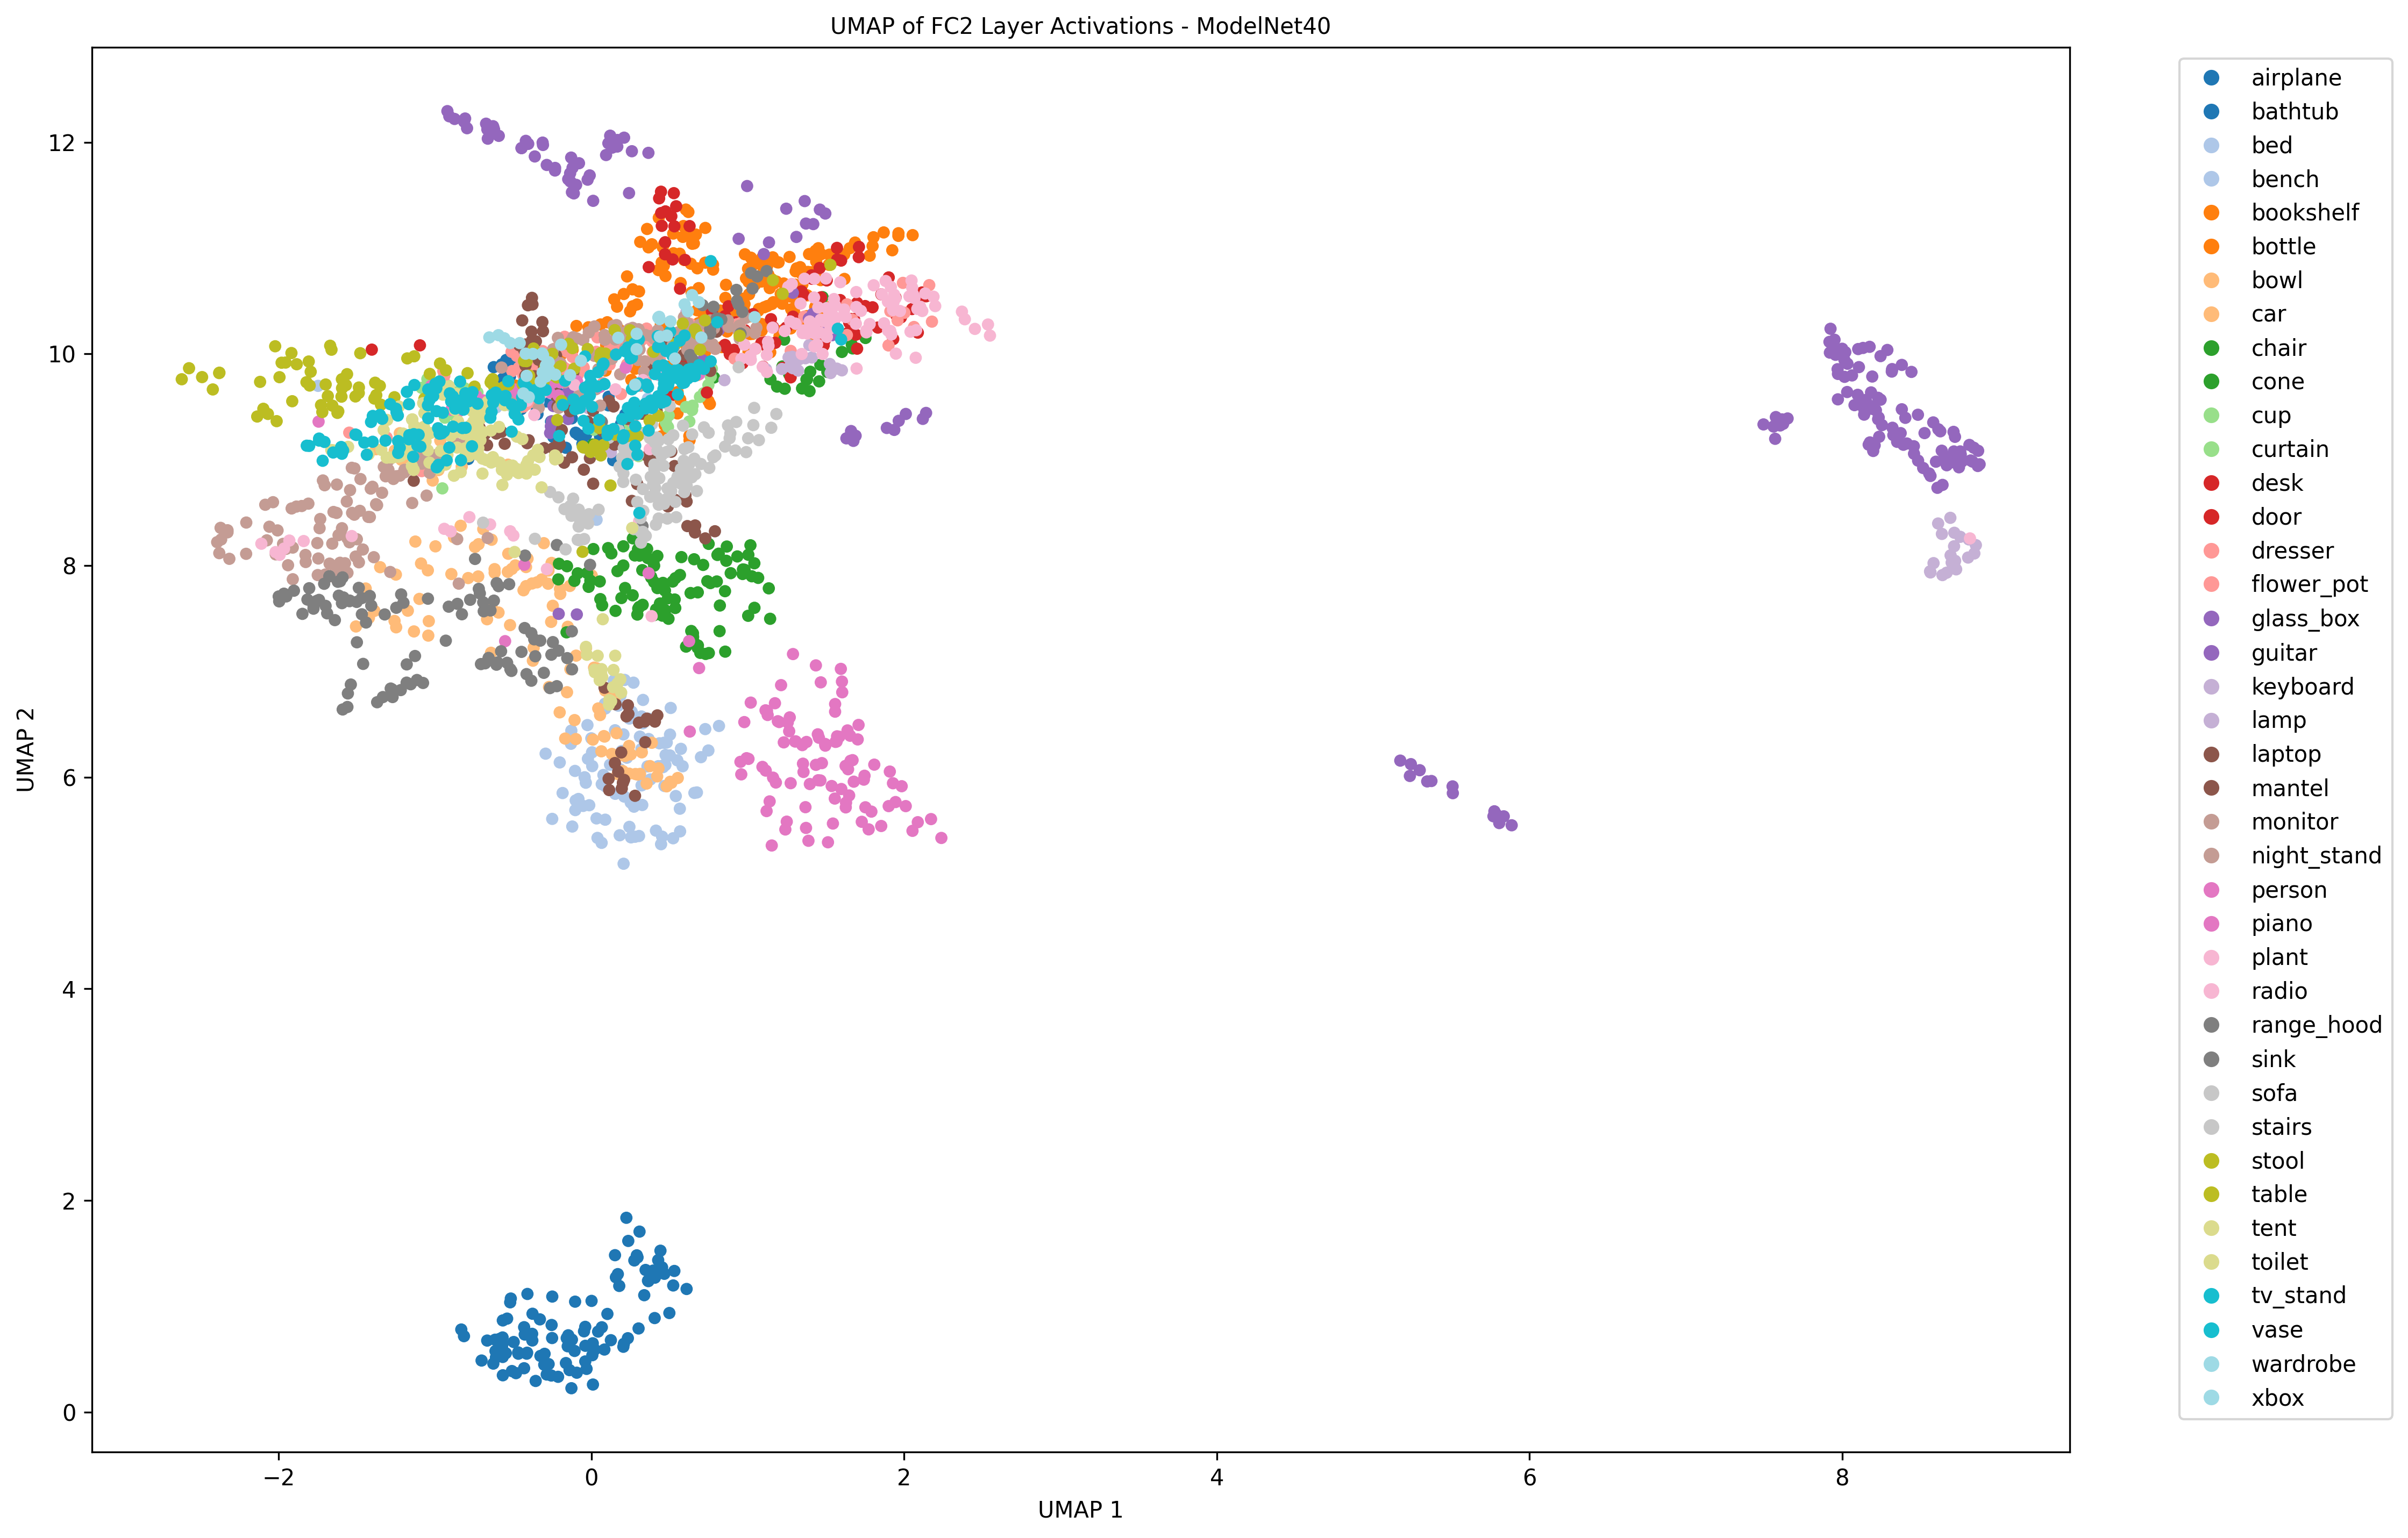 UMAP of FC2 Layer Activations - ModelNet40
12
10
8
6
4
2
0
UMAP 2
−2
0
2
4
6
8
UMAP 1
airplane
bathtub
bed
bench
bookshelf
bottle
bowl
car
chair
cone
cup
curtain
desk
door
dresser
flower_pot
glass_box
guitar
keyboard
lamp
laptop
mantel
monitor
night_stand
person
piano
plant
radio
range_hood
sink
sofa
stairs
stool
table
tent
toilet
tv_stand
vase
wardrobe
xbox